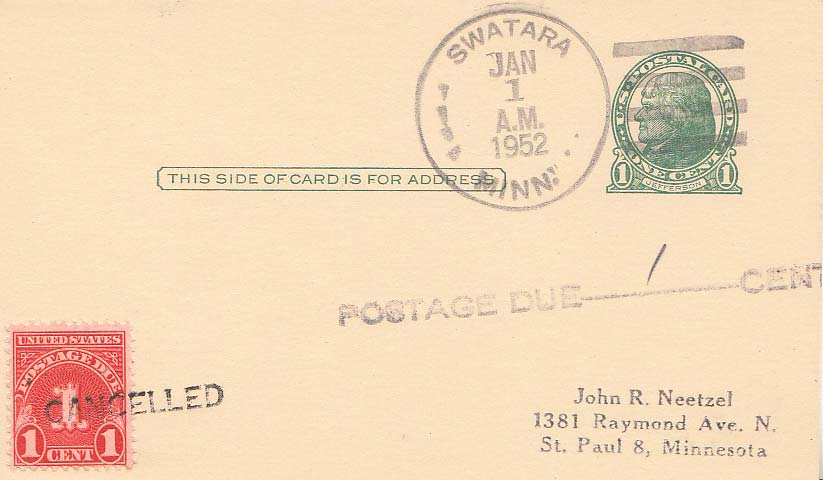 SWATARA
JAN
1
A.M.
1952
MINN.
U.S. POSTAL CARD
ONE CENT
1 JEFFERSON 1
THIS SIDE OF CARD IS FOR ADDRESS
POSTAGE DUE 1 CENT
UNITED STATES
POSTAGE DUE
1
CANCELLED
1 CENT 1
John R. Neetzel
1381 Raymond Ave. N.
St. Paul 8, Minnesota